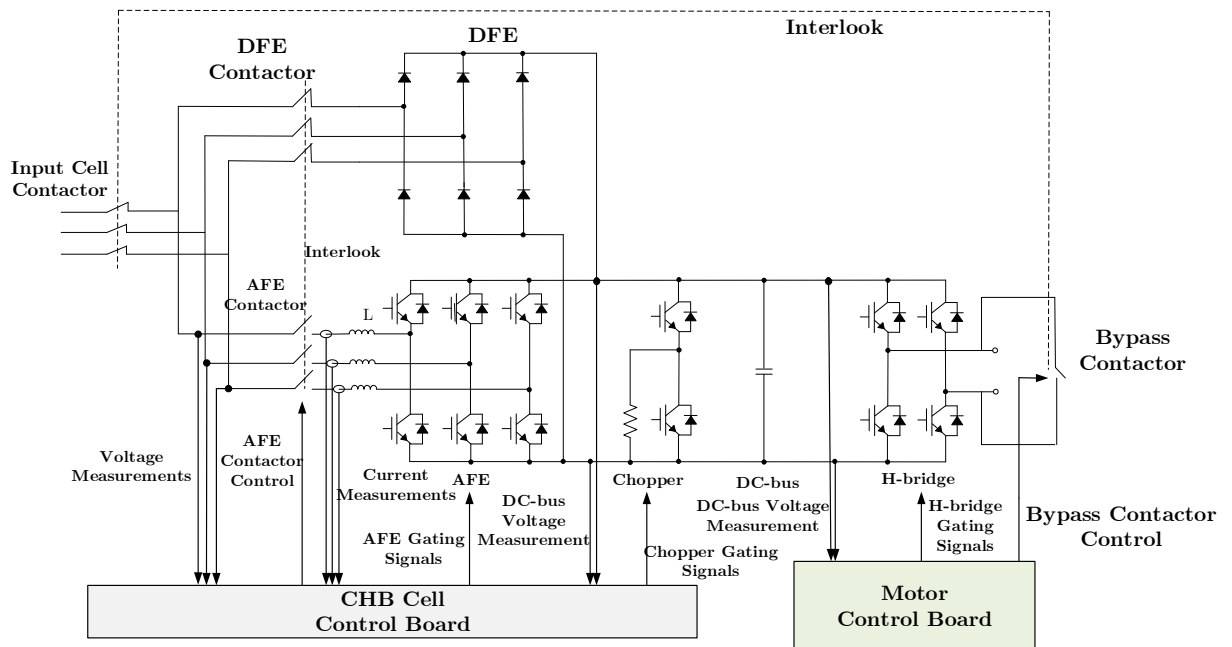 Interlook
DFE
Contactor
DFE
Input Cell
Contactor
Interlook
AFE
Contactor
L
Bypass
Contactor
Voltage
Measurements
AFE
Contactor
Control
Current
Measurements
AFE
Chopper
DC-bus
H-bridge
AFE Gating
Signals
DC-bus
Voltage
Measurement
Chopper Gating
Signals
DC-bus Voltage
Measurement
H-bridge
Gating
Signals
Bypass Contactor
Control
CHB Cell
Control Board
Motor
Control Board